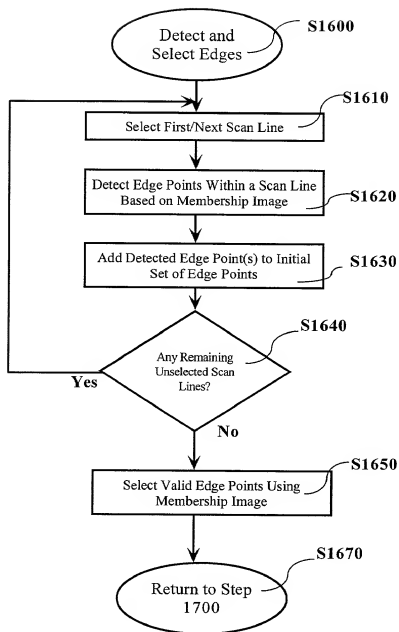 Detect and
Select Edges
S1600
S1610
Select First/Next Scan Line
Detect Edge Points Within a Scan Line
Based on Membership Image
S1620
Add Detected Edge Point(s) to Initial
Set of Edge Points
S1630
S1640
Any Remaining
Unselected Scan
Lines?
Yes
No
S1650
Select Valid Edge Points Using
Membership Image
S1670
Return to Step
1700